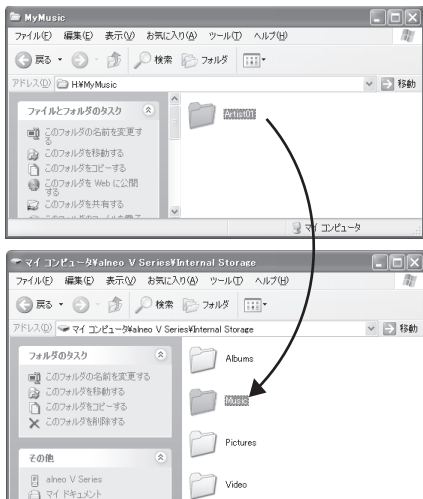 MyMusic
ファイル(F) 編集(E) 表示(V) お気に入り(A) ツール(T) ヘルプ(H)
戻る 検索 フォルダ
アドレス(D) H:¥MyMusic 移動
ファイルとフォルダのタスク
このフォルダの名前を変更す
る
このフォルダを移動する
このフォルダをコピーする
このフォルダを Web に公開
する
このフォルダを共有する
Artist01
マイ コンピュータ
マイ コンピュータ¥alneo V Series¥Internal Storage
ファイル(F) 編集(E) 表示(V) お気に入り(A) ツール(T) ヘルプ(H)
戻る 検索 フォルダ
アドレス(D) マイ コンピュータ¥alneo V Series¥Internal Storage 移動
フォルダのタスク
このフォルダの名前を変更する
このフォルダを移動する
このフォルダをコピーする
このフォルダを削除する
その他
alneo V Series
マイ ドキュメント
Albums
Music
Pictures
Video